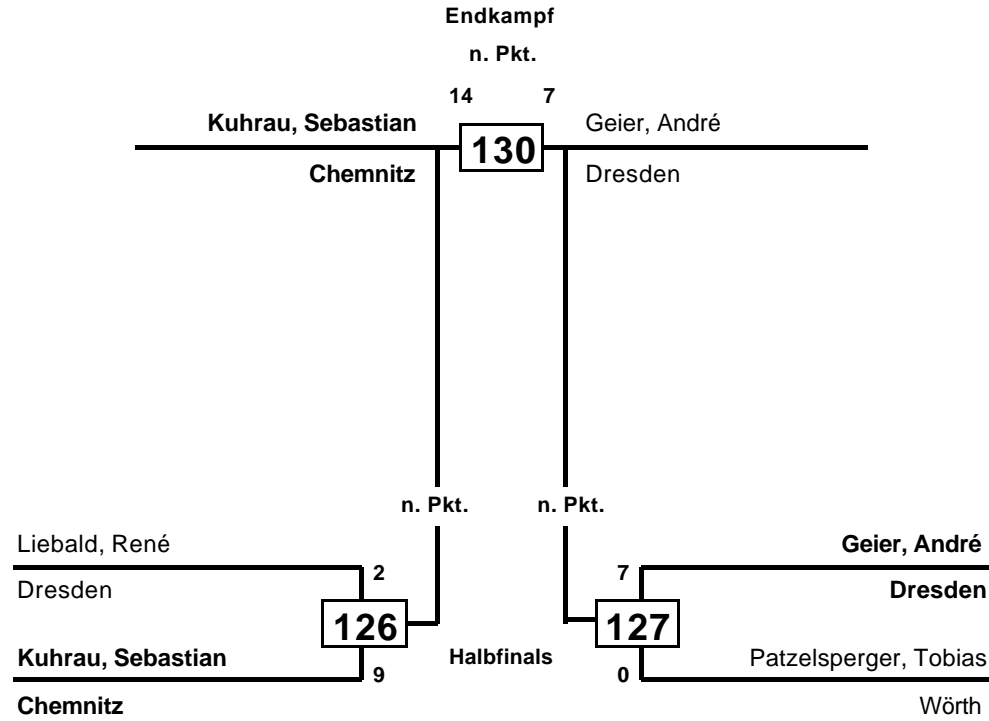 Endkampf
n. Pkt.
14 7
Kuhrau, Sebastian 130 Geier, André
Chemnitz Dresden
n. Pkt. n. Pkt.
Liebald, René Geier, André
2 7
Dresden Dresden
126 127
Kuhrau, Sebastian Halbfinals Patzelsperger, Tobias
9 0
Chemnitz Wörth